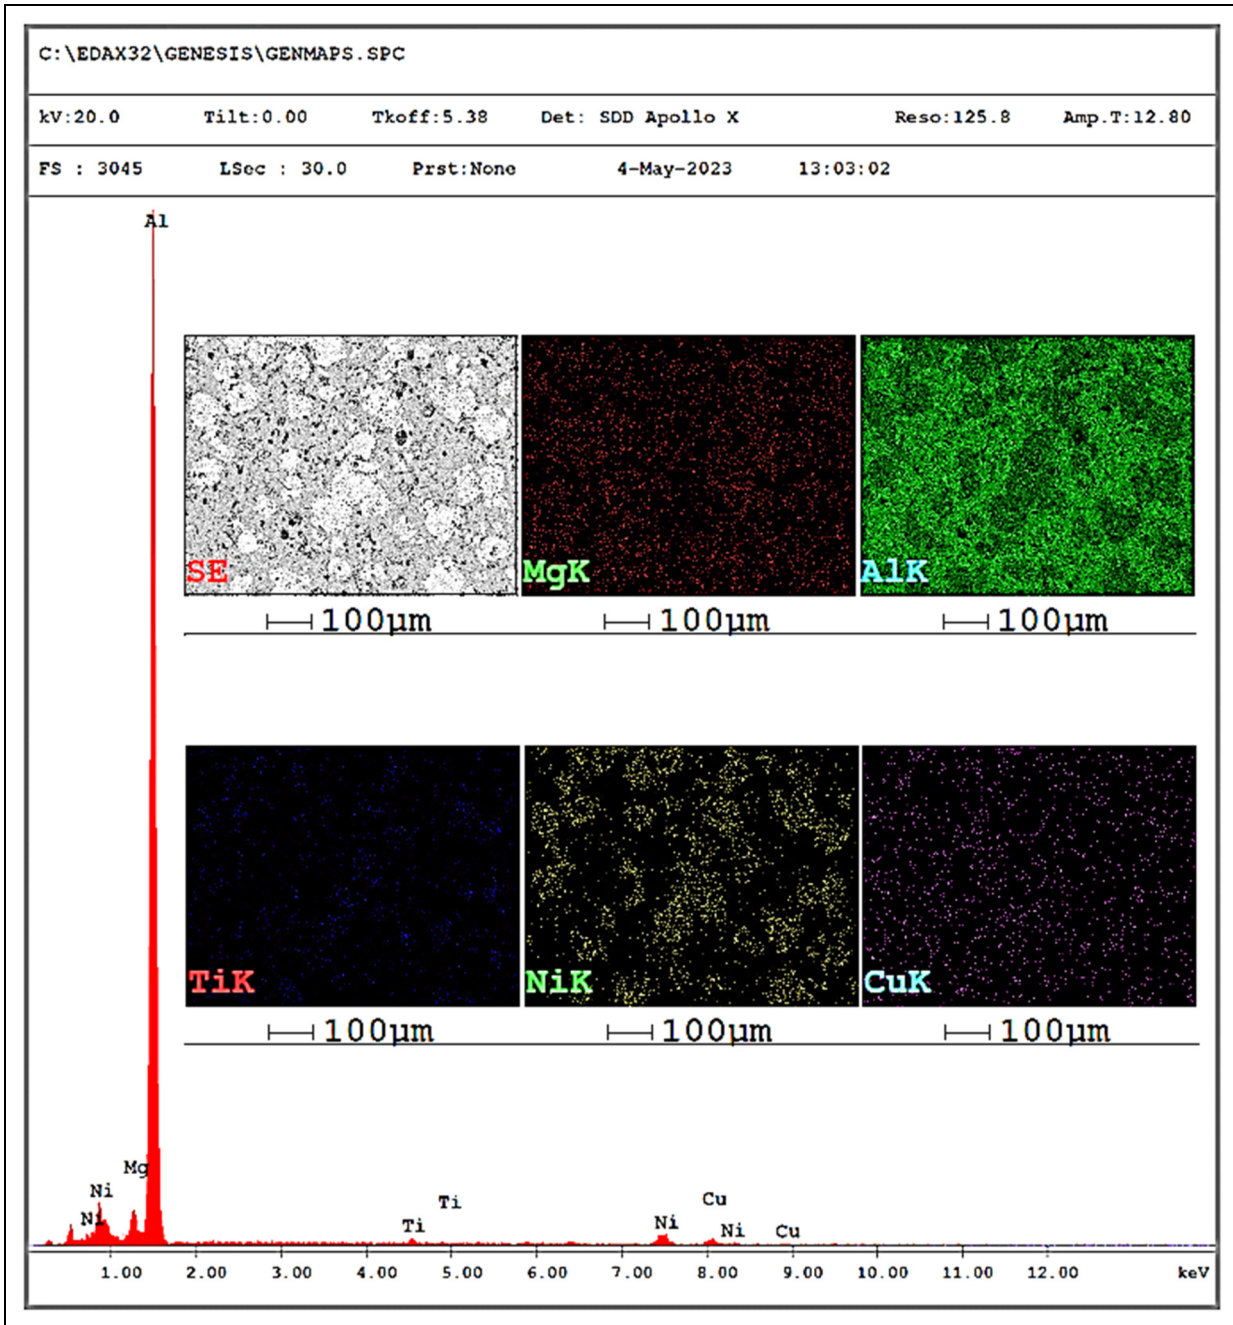 C:\EDAX32\GENESIS\GENMAPS.SPC
kV:20.0 Tilt:0.00 Tkoff:5.38 Det: SDD Apollo X Reso:125.8 Amp.T:12.80
FS : 3045 LSec : 30.0 Prst:None 4-May-2023 13:03:02
Al
SE MgK AlK
100µm 100µm 100µm
TiK NiK CuK
100µm 100µm 100µm
Mg
Ni Ti Cu
Ni Ti Ni Ni Cu
1.00 2.00 3.00 4.00 5.00 6.00 7.00 8.00 9.00 10.00 11.00 12.00 keV